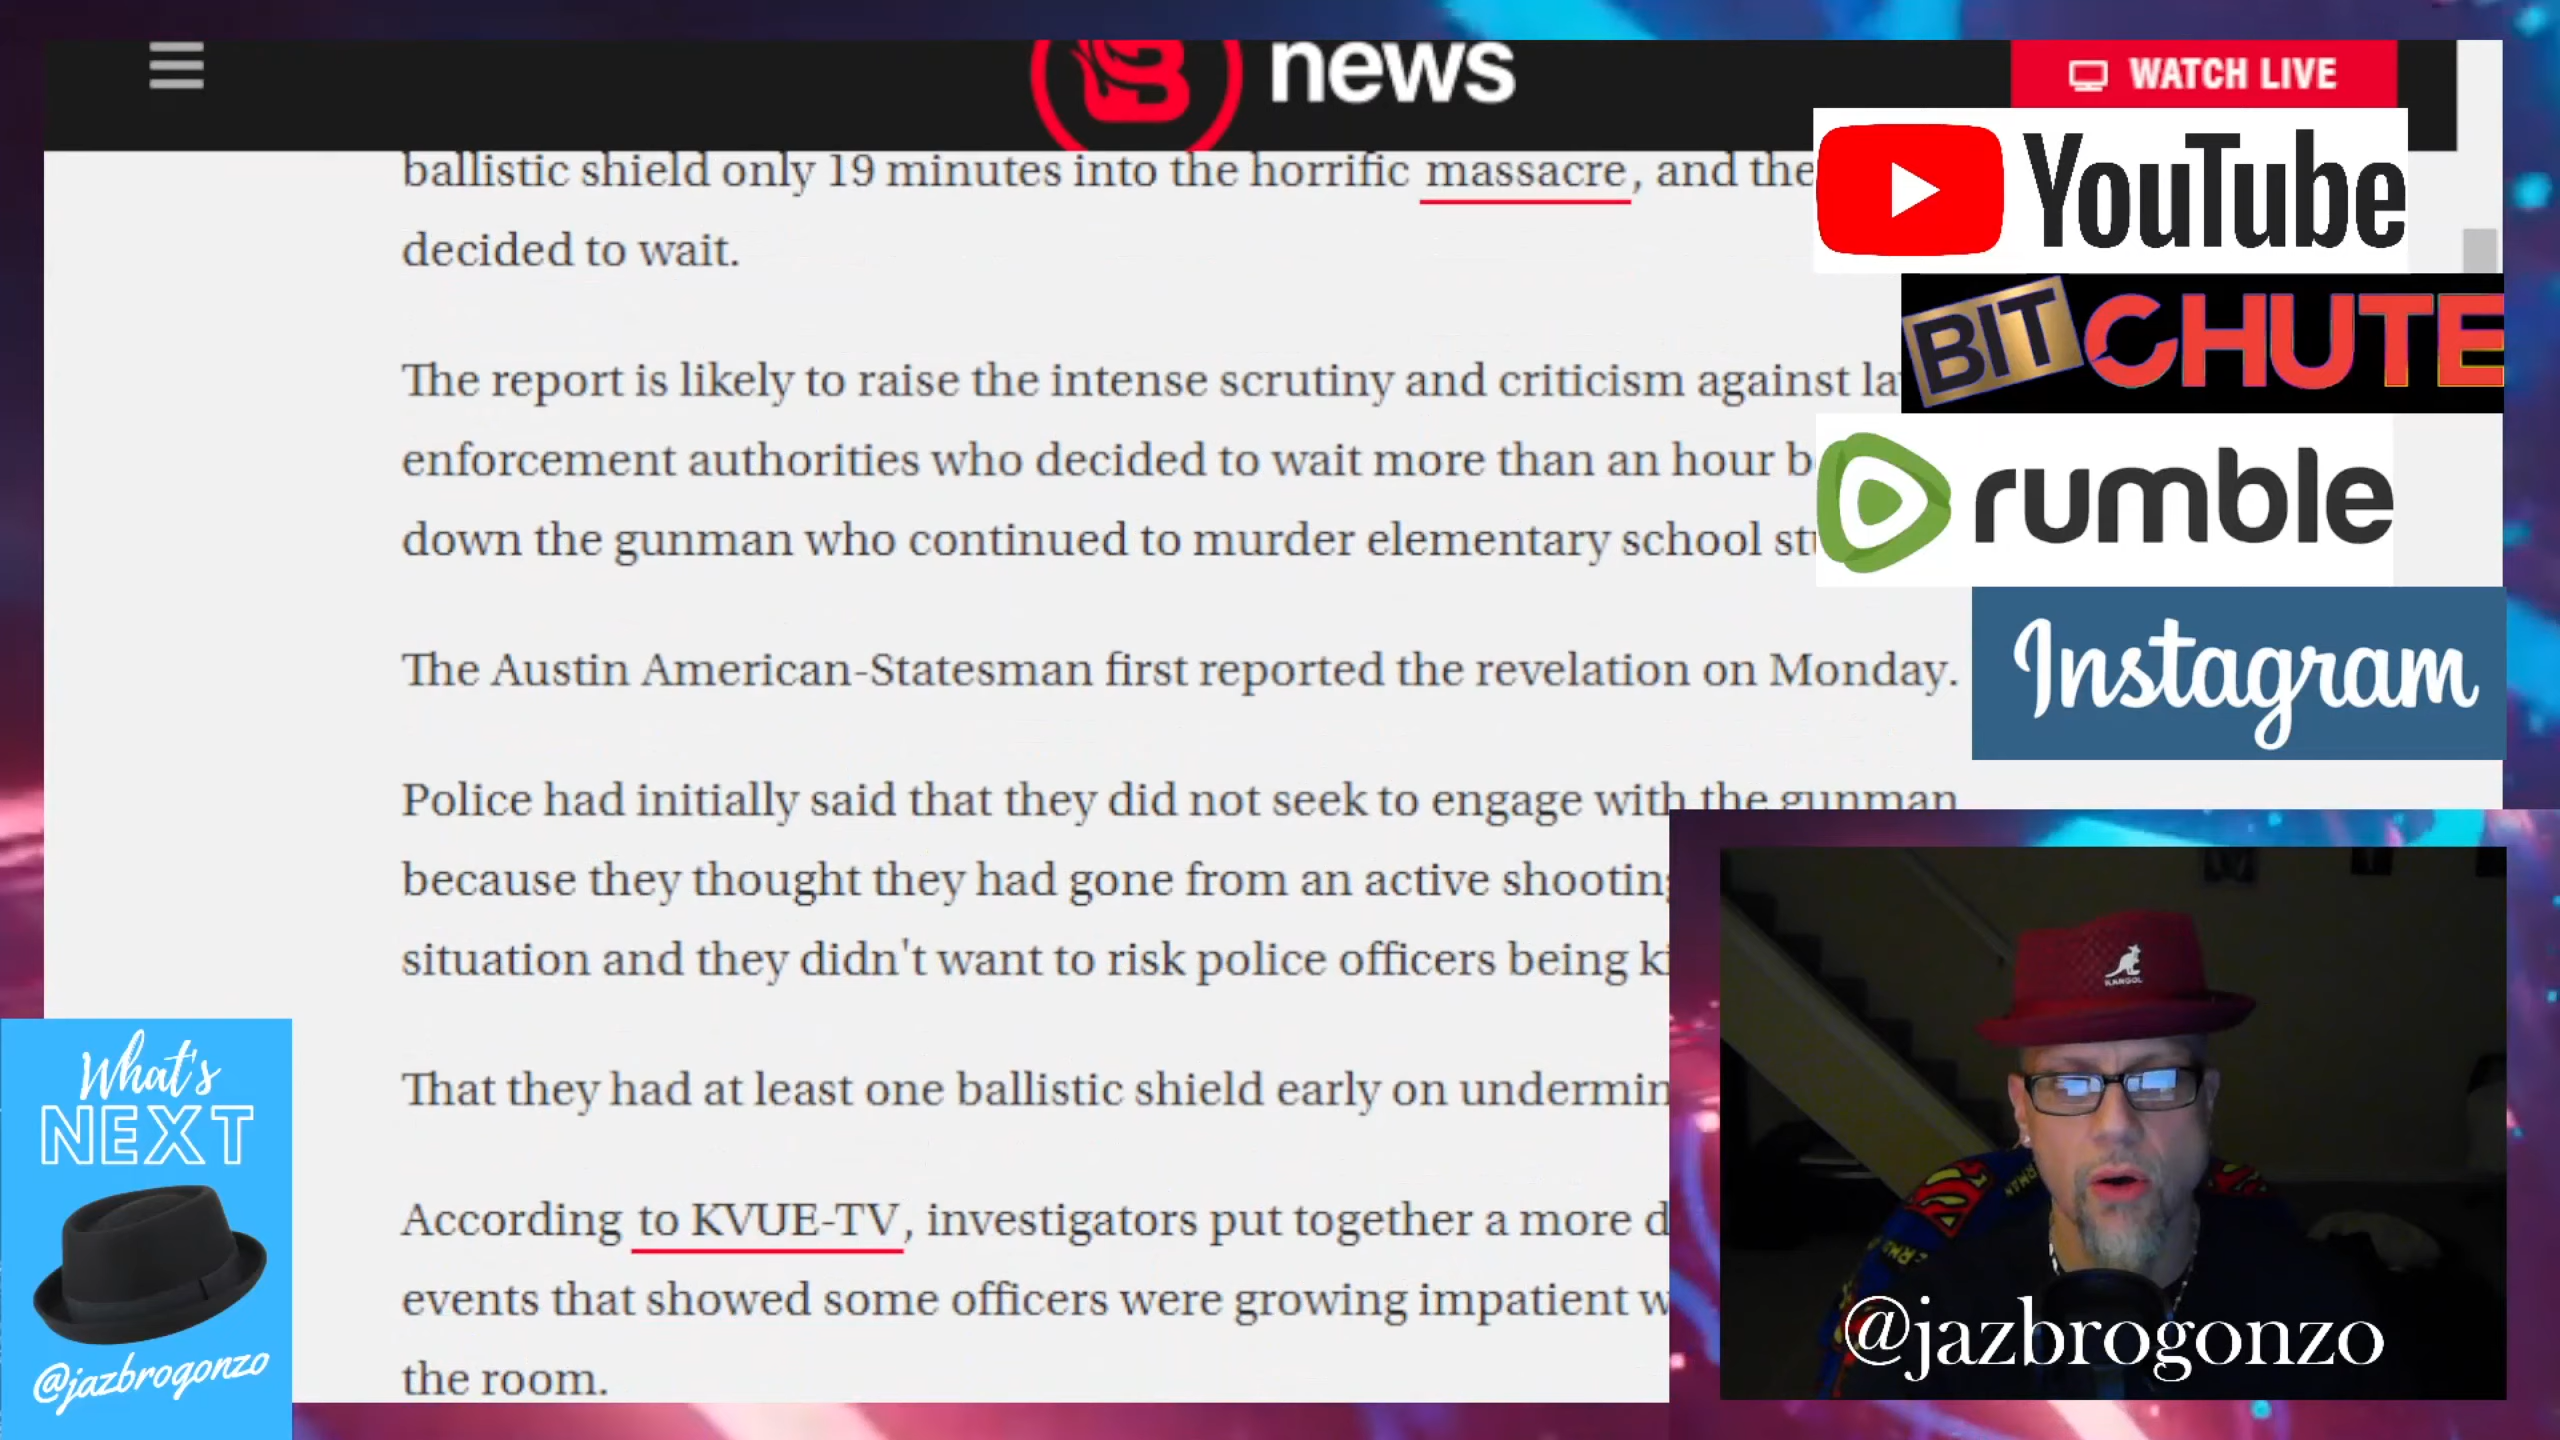 news
WATCH LIVE
ballistic shield only 19 minutes into the horrific massacre, and the
decided to wait.
The report is likely to raise the intense scrutiny and criticism against
enforcement authorities who decided to wait more than an hour
down the gunman who continued to murder elementary school
The Austin American-Statesman first reported the revelation on Monday.
Police had initially said that they did not seek to engage with the gunman
because they thought they had gone from an active shooting
situation and they didn't want to risk police officers being
That they had at least one ballistic shield early on
According to KVUE-TV, investigators put together a more
events that showed some officers were growing impatient
the room.
YouTube
BITCHUTE
rumble
Instagram
What's
NEXT
@jazbrogonzo
KANGOL
@jazbrogonzo